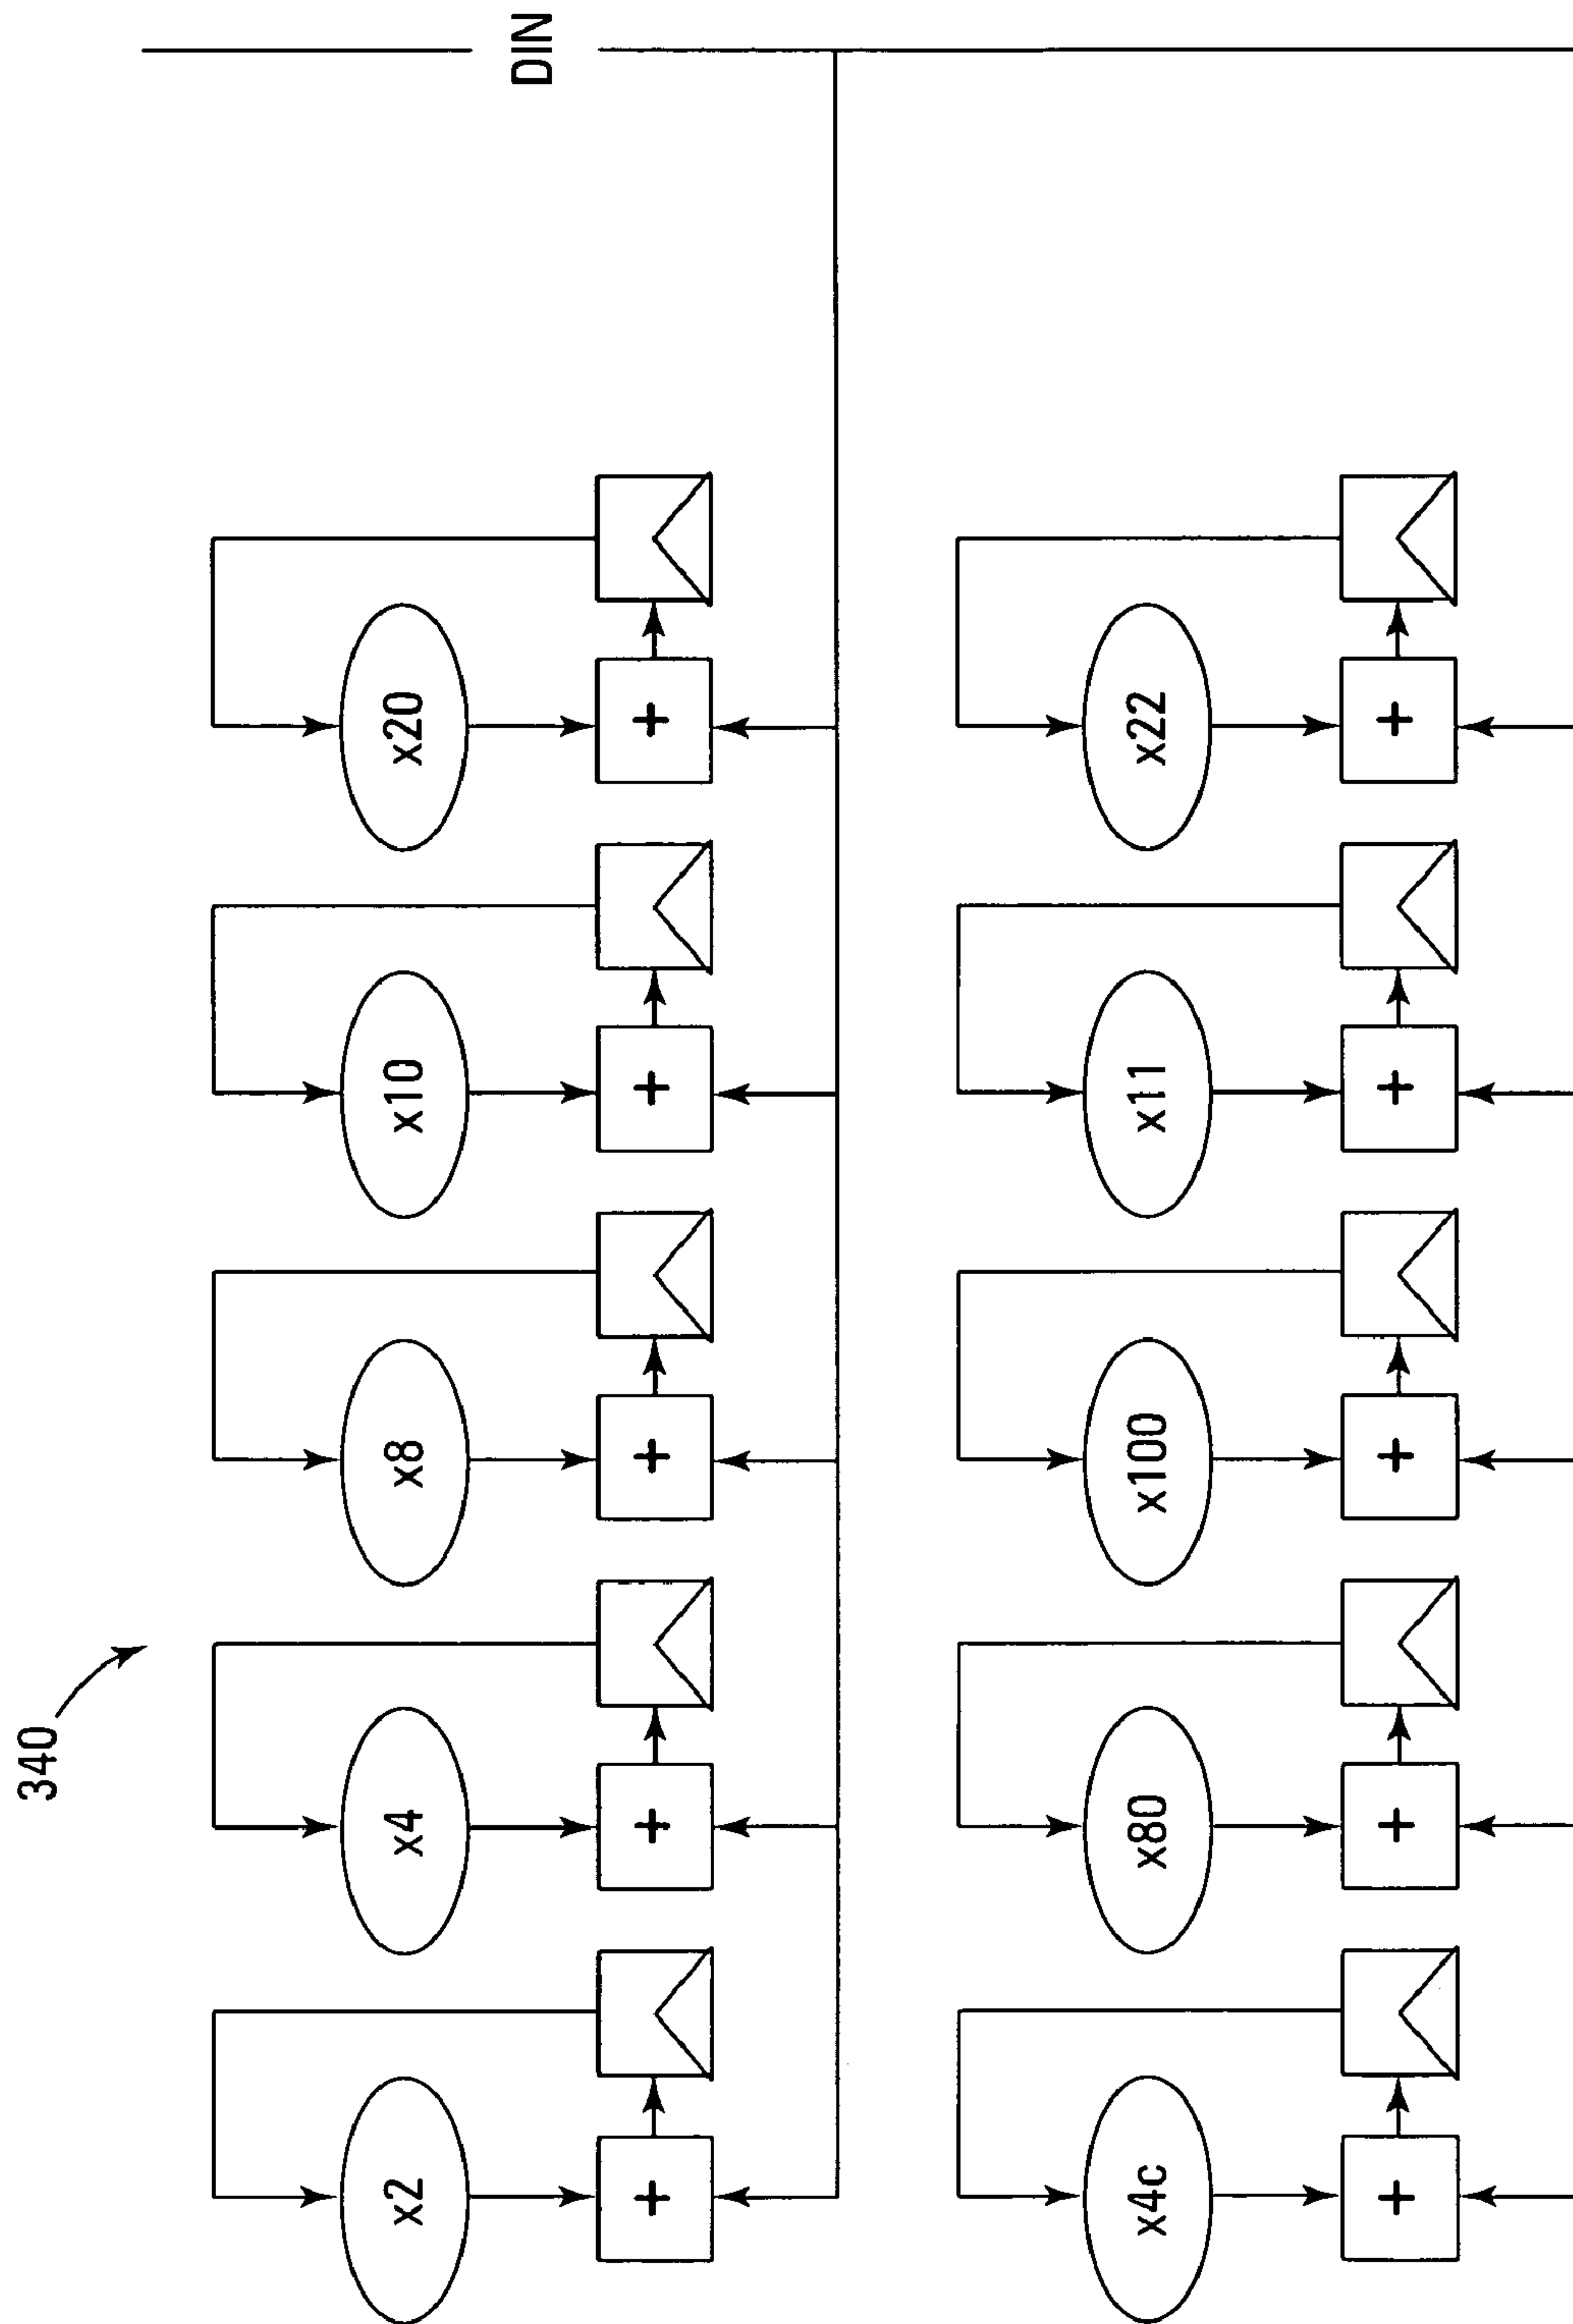 340
x2
x4
x8
x10
x20
DIN
+
+
+
+
+
x4c
x80
x100
x11
x22
+
+
+
+
+